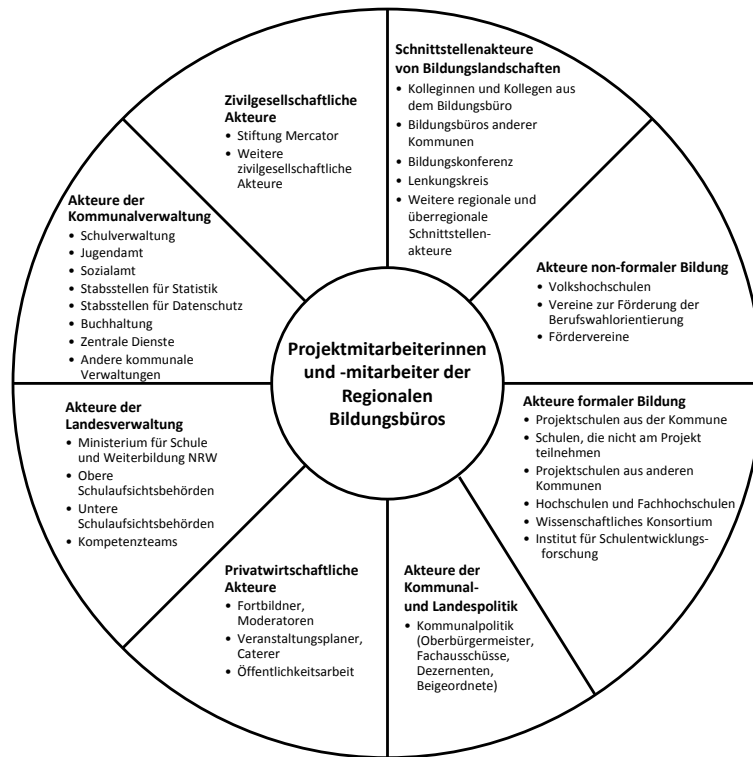 Schnittstellenakteure
von Bildungslandschaften
• Kolleginnen und Kollegen aus
dem Bildungsbüro
• Bildungsbüros anderer
Kommunen
• Bildungskonferenz
• Lenkungskreis
• Weitere regionale und
überregionale
Schnittstellen-
akteure
Akteure non-formaler Bildung
• Volkshochschulen
• Vereine zur Förderung der
Berufswahlorientierung
• Fördervereine
Akteure formaler Bildung
• Projektschulen aus der Kommune
• Schulen, die nicht am Projekt
teilnehmen
• Projektschulen aus anderen
Kommunen
• Hochschulen und Fachhochschulen
• Wissenschaftliches Konsortium
• Institut für Schulentwicklungs-
forschung
Akteure der
Kommunal-
und Landespolitik
• Kommunalpolitik
(Oberbürgermeister,
Fachausschüsse,
Dezernenten,
Beigeordnete)
Privatwirtschaftliche
Akteure
• Fortbildner,
Moderatoren
• Veranstaltungsplaner,
Caterer
• Öffentlichkeitsarbeit
Akteure der
Landesverwaltung
• Ministerium für Schule
und Weiterbildung NRW
• Obere
Schulaufsichtsbehörden
• Untere
Schulaufsichtsbehörden
• Kompetenzteams
Akteure der
Kommunalverwaltung
• Schulverwaltung
• Jugendamt
• Sozialamt
• Stabsstellen für Statistik
• Stabsstellen für Datenschutz
• Buchhaltung
• Zentrale Dienste
• Andere kommunale
Verwaltungen
Zivilgesellschaftliche
Akteure
• Stiftung Mercator
• Weitere
zivilgesellschaftliche
Akteure
Projektmitarbeiterinnen
und -mitarbeiter der
Regionalen
Bildungsbüros